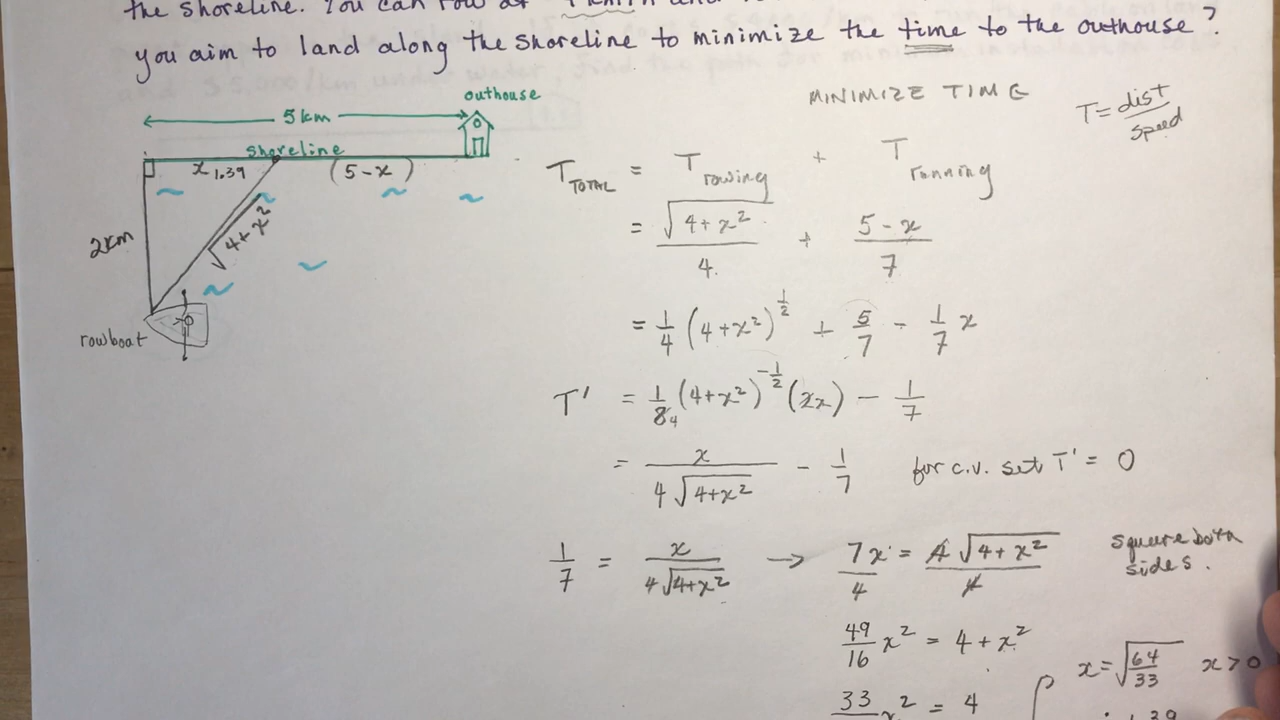 the shoreline. You can row at
you aim to land along the shoreline to minimize the time to the outhouse?
outhouse
5 km
shoreline
x 1.39 (5-x)
2km
√4+x²
rowboat
MINIMIZE TIME
T = dist/speed
T TOTAL = T rowing + T running
= √4+x² / 4 + 5-x / 7
= 1/4 (4+x²)^1/2 + 5/7 - 1/7 x
T' = 1/8 4 (4+x²)^-1/2 (2x) - 1/7
= x / 4√4+x² - 1/7 for c.v. set T' = 0
1/7 = x / 4√4+x² → 7x/4 = 4√4+x² / 4 square both sides.
49/16 x² = 4+x²
x = √64/33 x>0
33 x² = 4